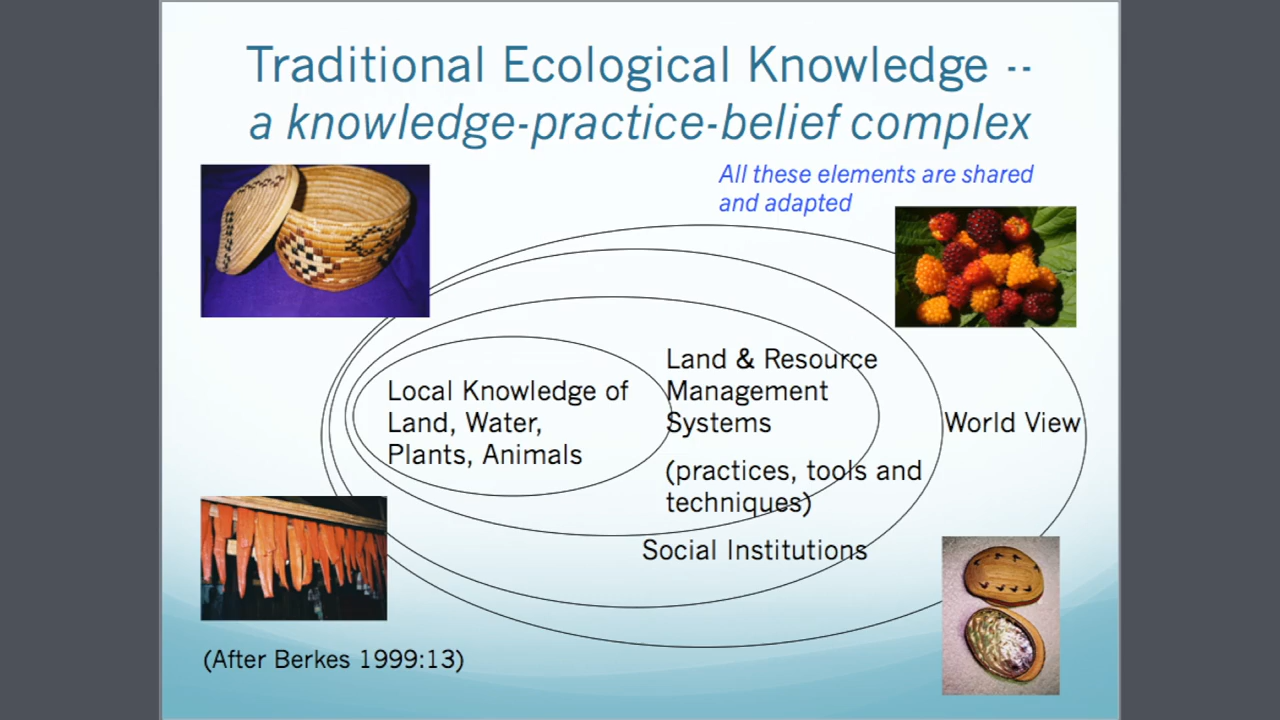 Traditional Ecological Knowledge --
a knowledge-practice-belief complex
All these elements are shared
and adapted
Local Knowledge of
Land, Water,
Plants, Animals
Land & Resource
Management
Systems
(practices, tools and
techniques)
Social Institutions
World View
(After Berkes 1999:13)